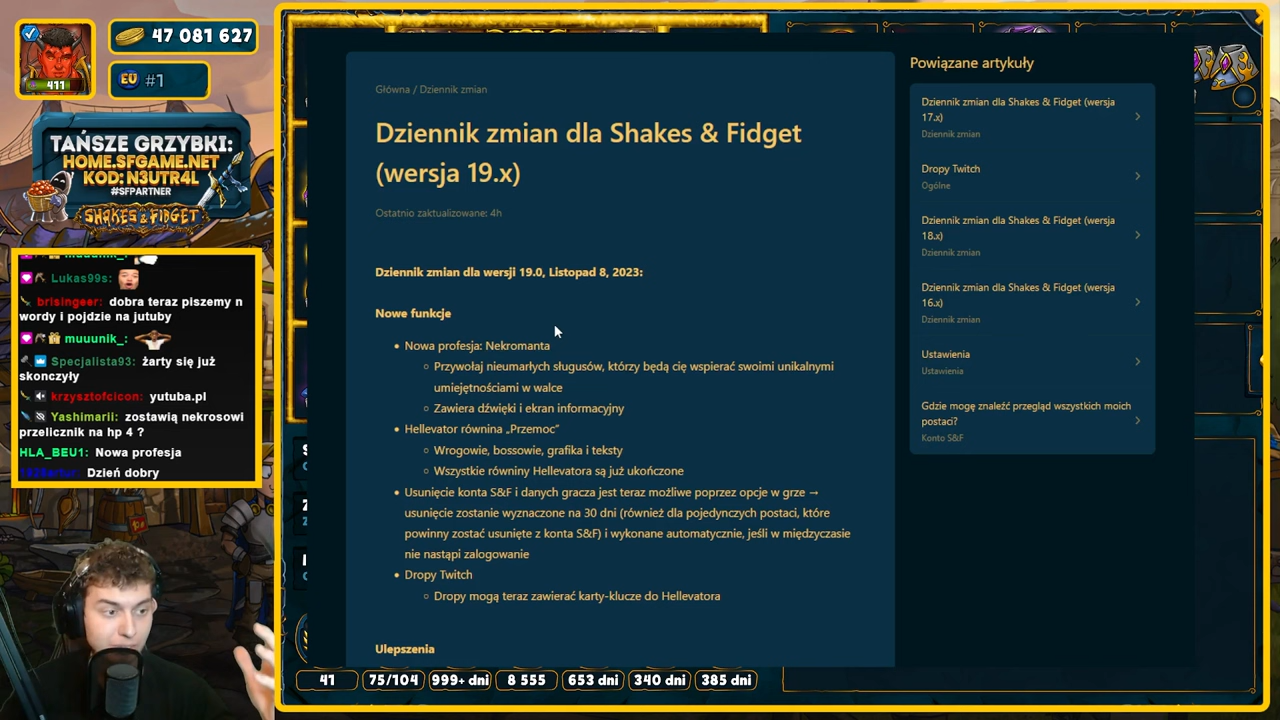 47 081 627
411
EU #1
TAŃSZE GRZYBKI:
HOME.SFGAME.NET
KOD: N3UTR4L
#SFPARTNER
SHAKES & FIDGET
muuunik_:
Lukas99s:
brisingeer: dobra teraz piszemy n
wordy i pojdzie na jutuby
muuunik_:
Specjalista93: żarty się już
skonczyły
krzysztofcicon: yutuba.pl
Yashimarii: zostawią nekrosowi
przelicznik na hp 4 ?
HLA_BEU1: Nowa profesja
Dzień dobry
Główna / Dziennik zmian
Dziennik zmian dla Shakes & Fidget
(wersja 19.x)
Ostatnio zaktualizowane: 4h
Dziennik zmian dla wersji 19.0, Listopad 8, 2023:
Nowe funkcje
• Nowa profesja: Nekromanta
○ Przywołaj nieumarłych sługusów, którzy będą cię wspierać swoimi unikalnymi
umiejętnościami w walce
○ Zawiera dźwięki i ekran informacyjny
• Hellevator równina „Przemoc”
○ Wrogowie, bossowie, grafika i teksty
○ Wszystkie równiny Hellevatora są już ukończone
• Usunięcie konta S&F i danych gracza jest teraz możliwe poprzez opcje w grze →
usunięcie zostanie wyznaczone na 30 dni (również dla pojedynczych postaci, które
powinny zostać usunięte z konta S&F) i wykonane automatycznie, jeśli w międzyczasie
nie nastąpi zalogowanie
• Dropy Twitch
○ Dropy mogą teraz zawierać karty-klucze do Hellevatora
Ulepszenia
Powiązane artykuły
Dziennik zmian dla Shakes & Fidget (wersja
17.x)
Dziennik zmian
Dropy Twitch
Ogólne
Dziennik zmian dla Shakes & Fidget (wersja
18.x)
Dziennik zmian
Dziennik zmian dla Shakes & Fidget (wersja
16.x)
Dziennik zmian
Ustawienia
Ustawienia
Gdzie mogę znaleźć przegląd wszystkich moich
postaci?
Konto S&F
41
75/104
999+ dni
8 555
653 dni
340 dni
385 dni